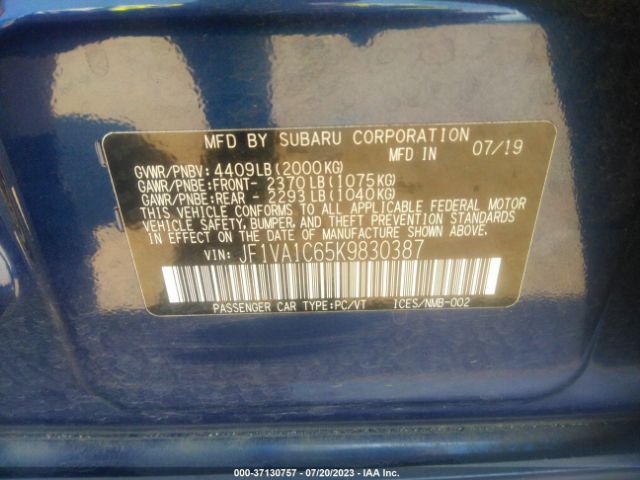 MFD BY SUBARU CORPORATION
MFD IN 07/19
GVWR/PNBV: 4409LB(2000KG)
GAWR/PNBE:FRONT- 2370LB(1075KG)
GAWR/PNBE:REAR - 2293LB(1040KG)
THIS VEHICLE CONFORMS TO ALL APPLICABLE FEDERAL MOTOR
VEHICLE SAFETY, BUMPER, AND THEFT PREVENTION STANDARDS
IN EFFECT ON THE DATE OF MANUFACTURE SHOWN ABOVE.
VIN: JF1VA1C65K9830387
PASSENGER CAR TYPE:PC/VT ICES/NMB-002
000-37130757 - 07/20/2023 - IAA Inc.